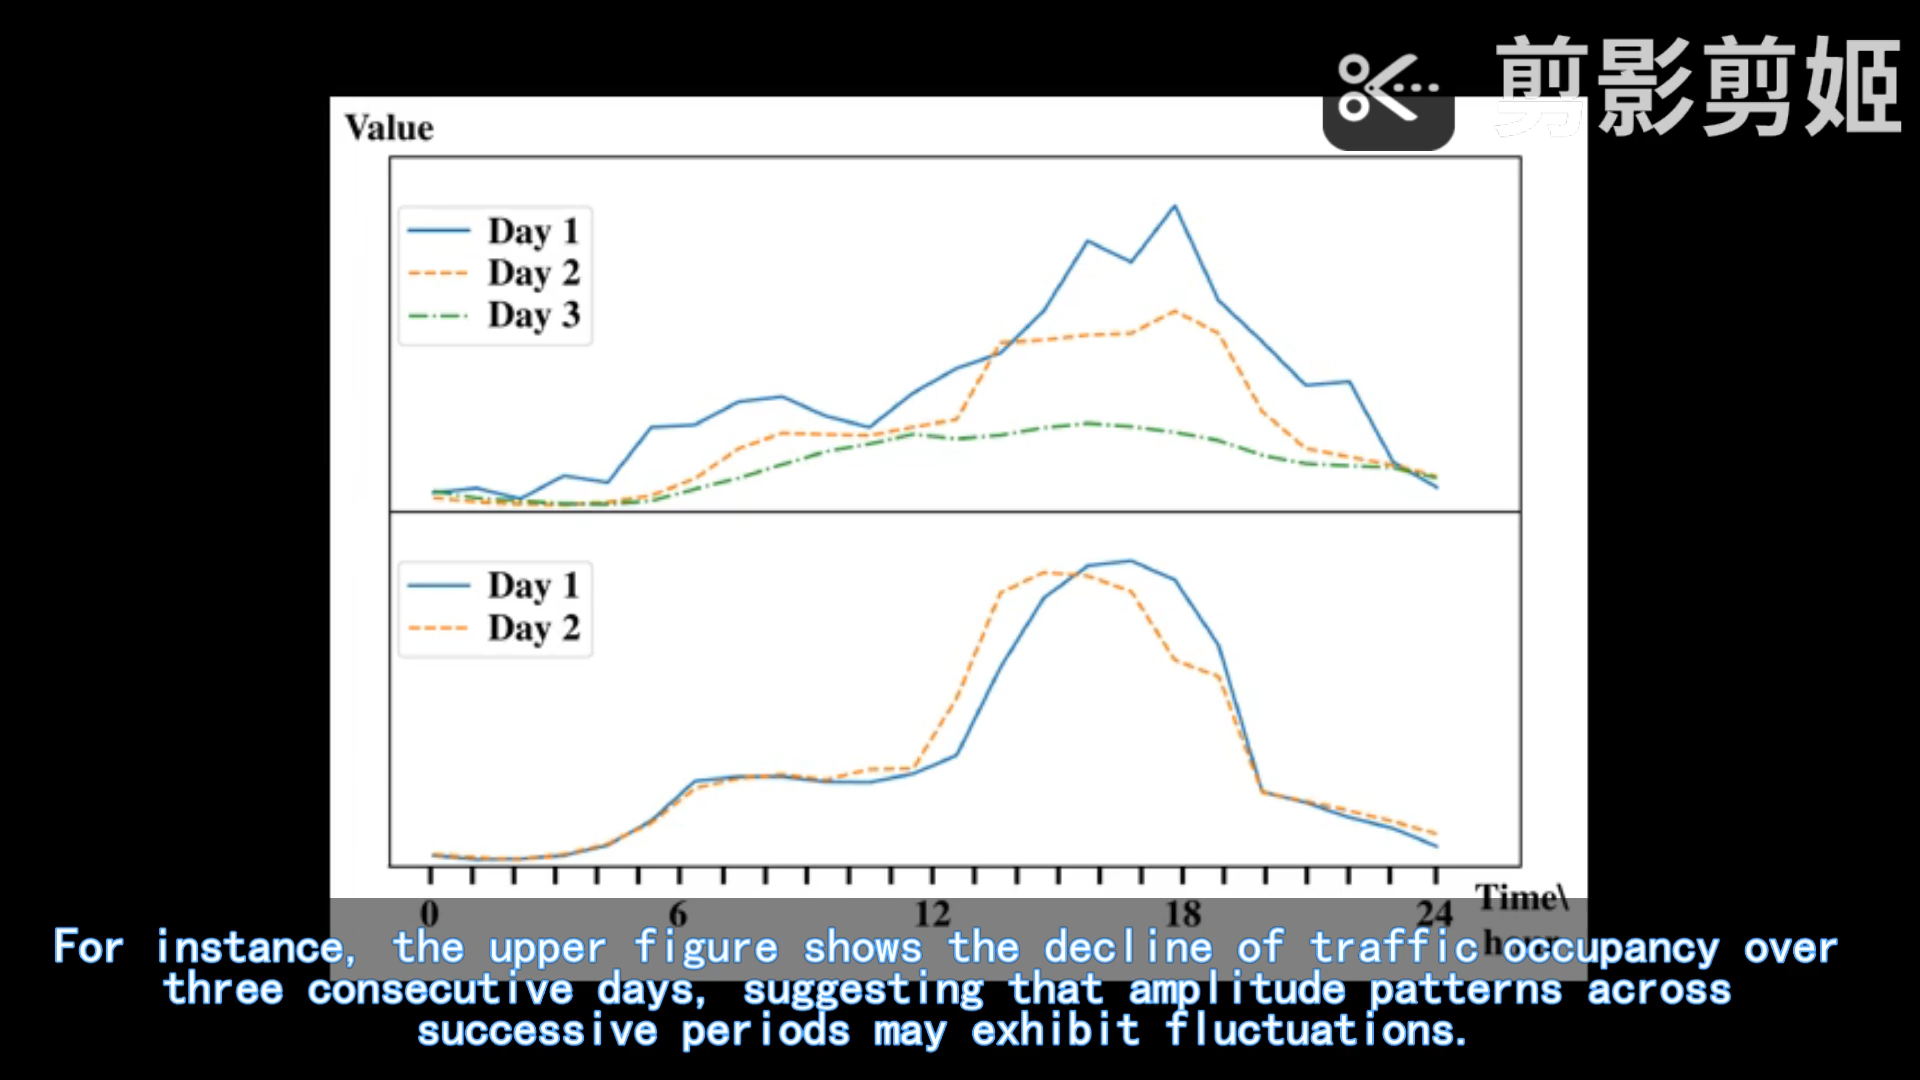 剪影剪姬
Value
Day 1
Day 2
Day 3
Day 1
Day 2
0 6 12 18 24 Time\
hour
For instance, the upper figure shows the decline of traffic occupancy over
three consecutive days, suggesting that amplitude patterns across
successive periods may exhibit fluctuations.